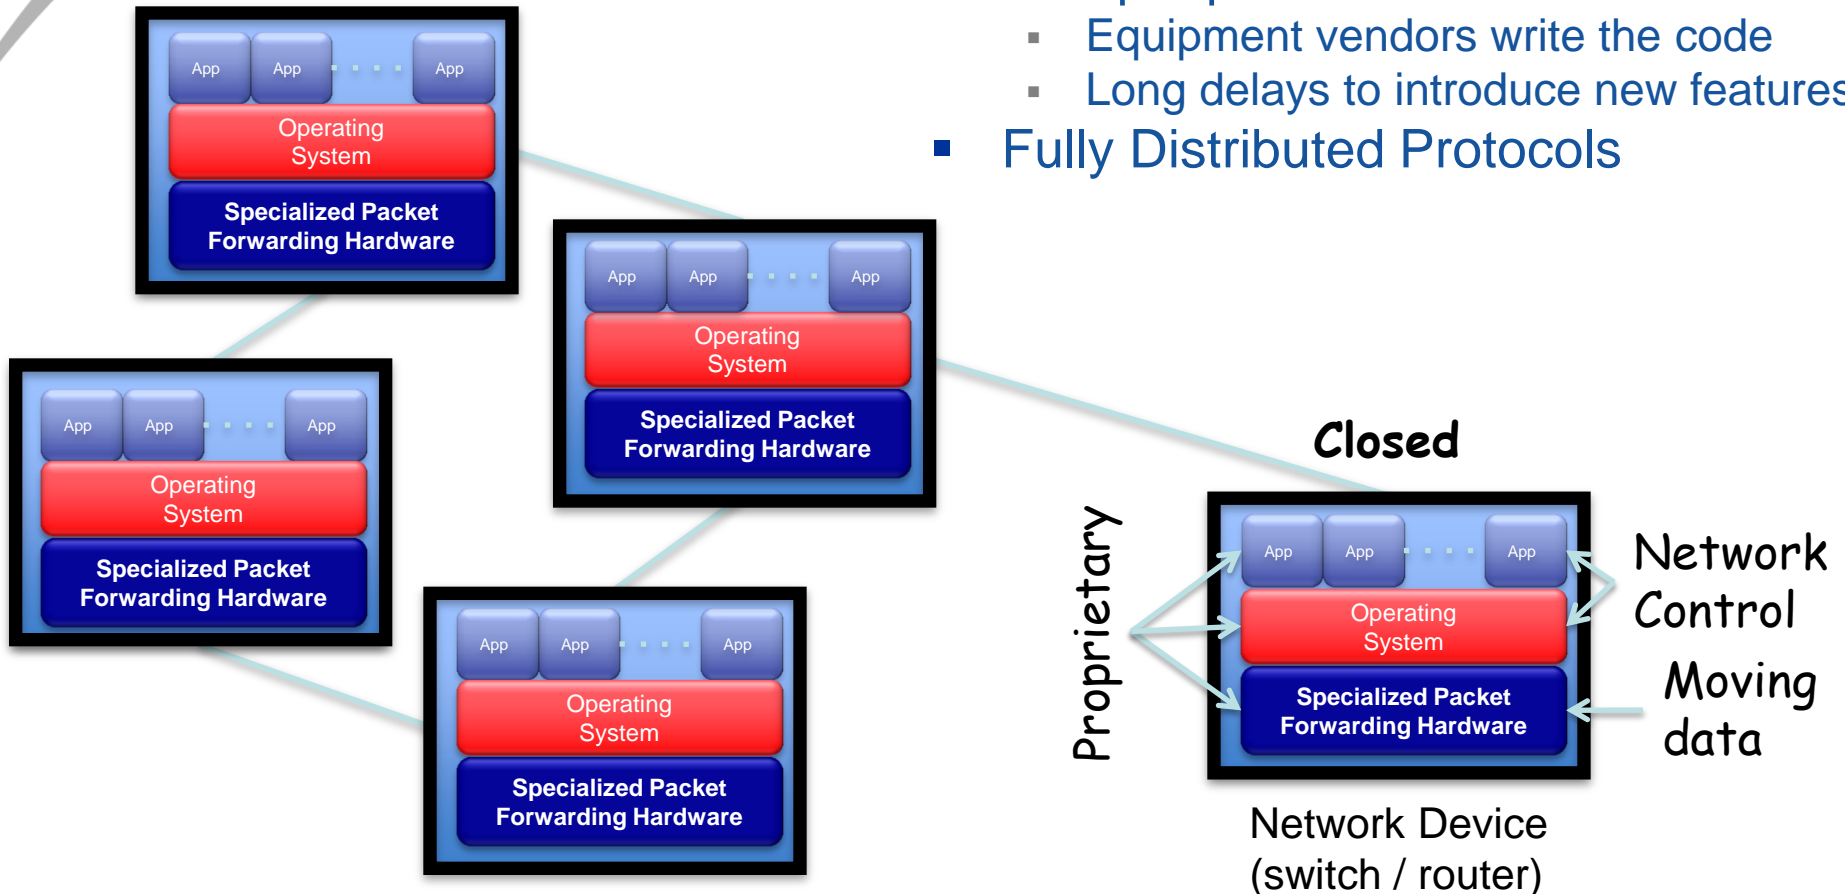 ▪ Equipment vendors write the code
▪ Long delays to introduce new features
▪ Fully Distributed Protocols
App App App
Operating
System
Specialized Packet
Forwarding Hardware
App App App
Operating
System
Specialized Packet
Forwarding Hardware
App App App
Operating
System
Specialized Packet
Forwarding Hardware
App App App
Operating
System
Specialized Packet
Forwarding Hardware
Closed
Proprietary
App App App
Operating
System
Specialized Packet
Forwarding Hardware
Network
Control
Moving
data
Network Device
(switch / router)